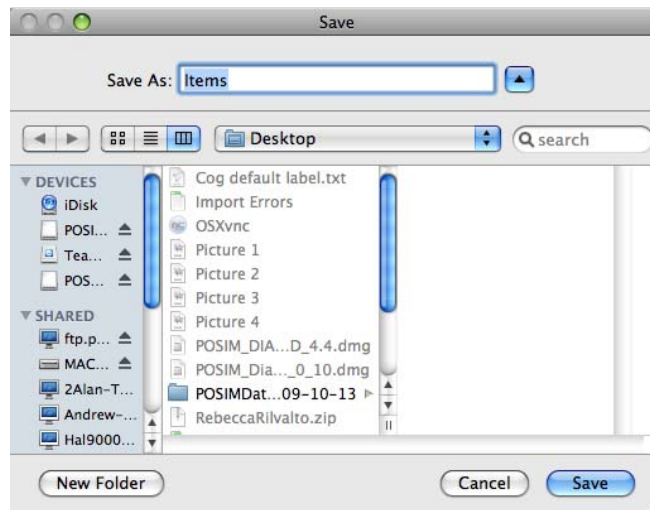 Save
Save As: Items
Desktop
search
DEVICES
iDisk
POSI...
Tea...
POS...
SHARED
ftp.p...
MAC...
2Alan-T...
Andrew-...
Hal9000...
Cog default label.txt
Import Errors
OSXvnc
Picture 1
Picture 2
Picture 3
Picture 4
POSIM_DIA...D_4.4.dmg
POSIM_Dia..._0_10.dmg
POSIMDat...09-10-13
RebeccaRilvalto.zip
New Folder
Cancel
Save